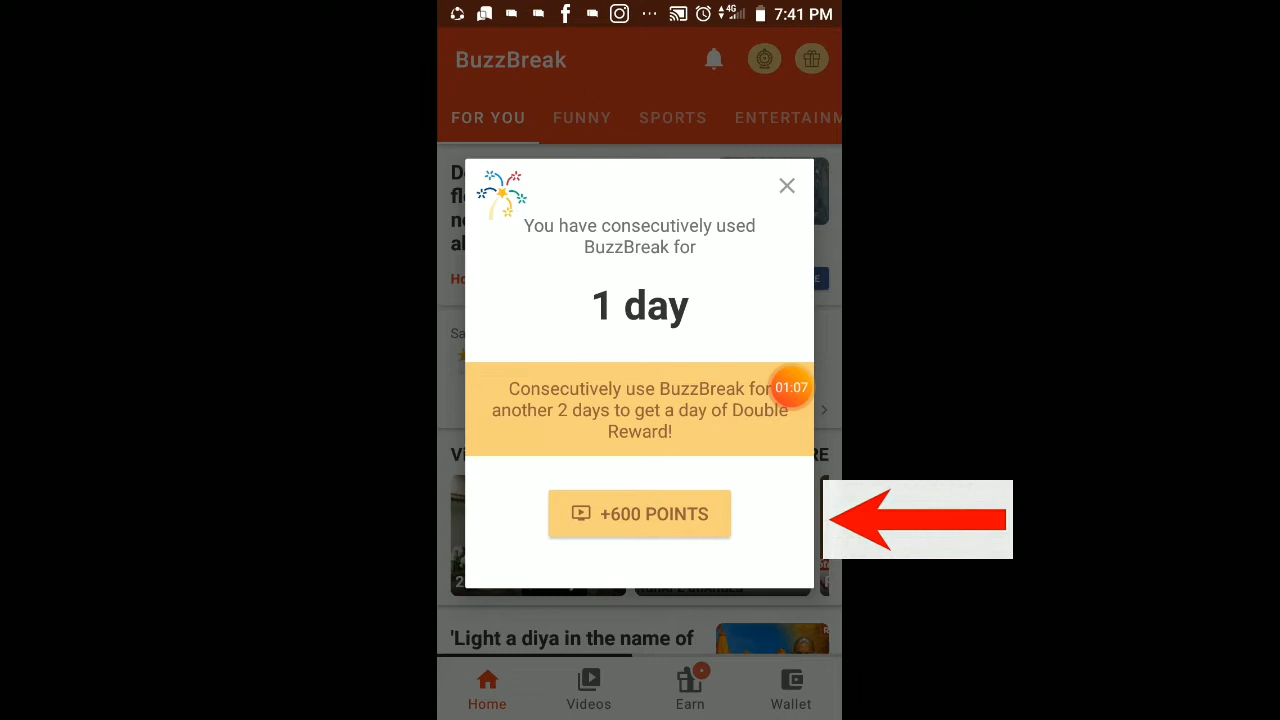 4G 7:41 PM
BuzzBreak
FOR YOU FUNNY SPORTS ENTERTAINM
You have consecutively used
BuzzBreak for
1 day
Consecutively use BuzzBreak for
another 2 days to get a day of Double
Reward!
01:07
+600 POINTS
'Light a diya in the name of
Home Videos Earn Wallet